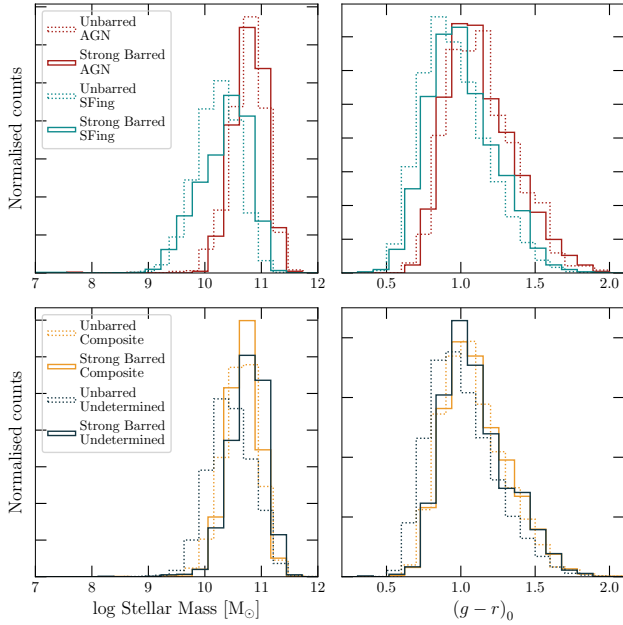 Normalised counts
Unbarred
AGN
Strong Barred
AGN
Unbarred
SFing
Strong Barred
SFing
7 8 9 10 11 12
0.5 1.0 1.5 2.0
Normalised counts
Unbarred
Composite
Strong Barred
Composite
Unbarred
Undetermined
Strong Barred
Undetermined
7 8 9 10 11 12
0.5 1.0 1.5 2.0
log Stellar Mass [M☉]
(g − r)₀